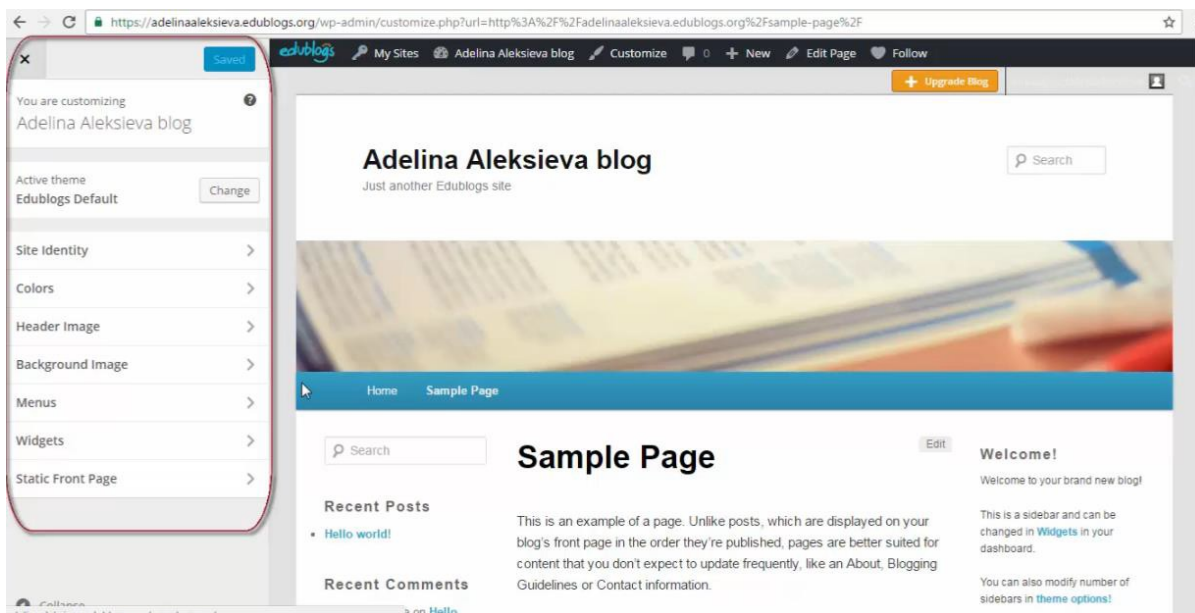 https://adelinaaleksieva.edublogs.org/wp-admin/customize.php?url=http%3A%2F%2Fadelinaaleksieva.edublogs.org%2Fsample-page%2F
Saved
edublogs My Sites Adelina Aleksieva blog Customize 0 New Edit Page Follow
Upgrade Blog
You are customizing
Adelina Aleksieva blog
Active theme
Edublogs Default
Change
Site Identity
Colors
Header Image
Background Image
Menus
Widgets
Static Front Page
Collapse
Adelina Aleksieva blog
Just another Edublogs site
Search
Home Sample Page
Search
Recent Posts
Hello world!
Recent Comments
on Hello
Sample Page
Edit
This is an example of a page. Unlike posts, which are displayed on your
blog's front page in the order they're published, pages are better suited for
content that you don't expect to update frequently, like an About, Blogging
Guidelines or Contact information.
Welcome!
Welcome to your brand new blog!
This is a sidebar and can be
changed in Widgets in your
dashboard.
You can also modify number of
sidebars in theme options!